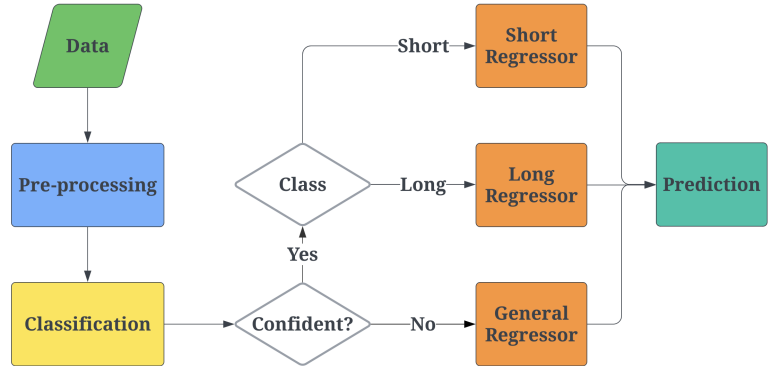 Data
Short
Short
Regressor
Pre-processing
Class
Long
Long
Regressor
Prediction
Yes
Classification
Confident?
No
General
Regressor